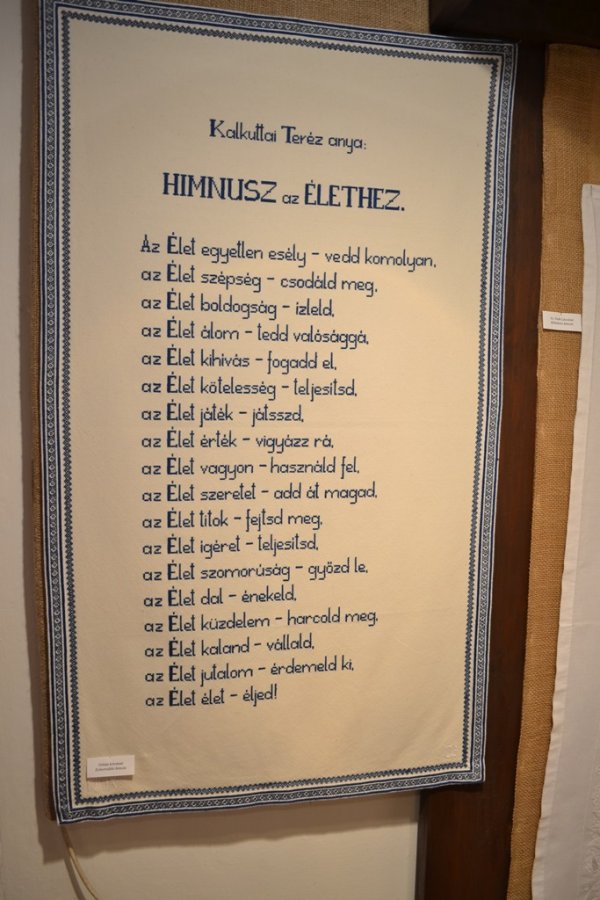 Kalkuttai Teréz anya:
HIMNUSZ az ÉLETHEZ.
Az Élet egyetlen esély - vedd komolyan,
az Élet szépség - csodáld meg,
az Élet boldogság - ízleld,
az Élet álom - tedd valósággá,
az Élet kihívás - fogadd el,
az Élet kötelesség - teljesítsd,
az Élet játék - játsszd,
az Élet érték - vigyázz rá,
az Élet vagyon - használd fel,
az Élet szeretet - add át magad,
az Élet titok - fejtsd meg,
az Élet igéret - teljesítsd,
az Élet szomorúság - győzd le,
az Élet dal - énekeld,
az Élet küzdelem - harcold meg,
az Élet kaland - vállald,
az Élet jutalom - érdemeld ki,
az Élet élet - éljed!